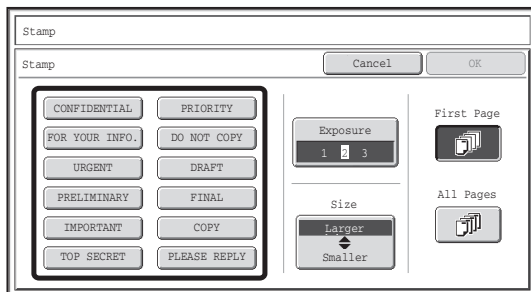 Stamp
Stamp
Cancel
OK
CONFIDENTIAL
PRIORITY
FOR YOUR INFO.
DO NOT COPY
URGENT
DRAFT
PRELIMINARY
FINAL
IMPORTANT
COPY
TOP SECRET
PLEASE REPLY
Exposure
1 2 3
Size
Larger
Smaller
First Page
All Pages